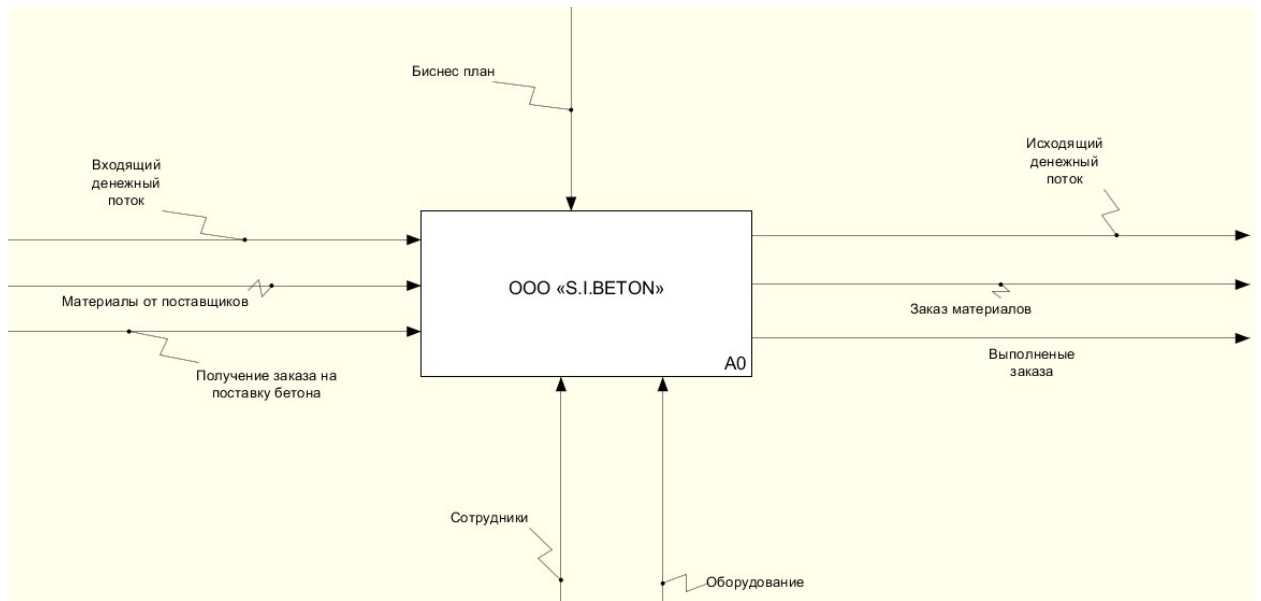 Биснес план
Входящий
денежный
поток
Исходящий
денежный
поток
ООО «S.I.BETON»
Материалы от поставщиков
Заказ материалов
A0
Выполненые
заказа
Получение заказа на
поставку бетона
Сотрудники
Оборудование